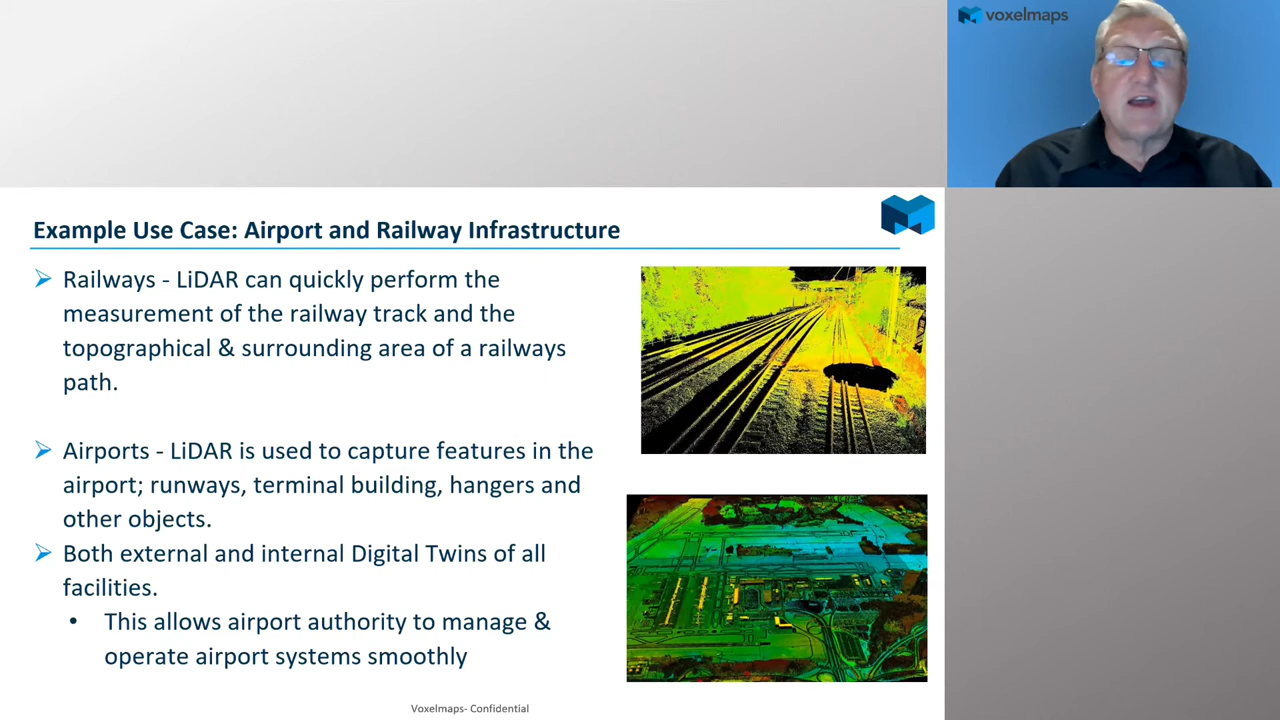 voxelmaps
Example Use Case: Airport and Railway Infrastructure
Railways - LiDAR can quickly perform the
measurement of the railway track and the
topographical & surrounding area of a railways
path.
Airports - LiDAR is used to capture features in the
airport; runways, terminal building, hangers and
other objects.
Both external and internal Digital Twins of all
facilities.
This allows airport authority to manage &
operate airport systems smoothly
Voxelmaps- Confidential